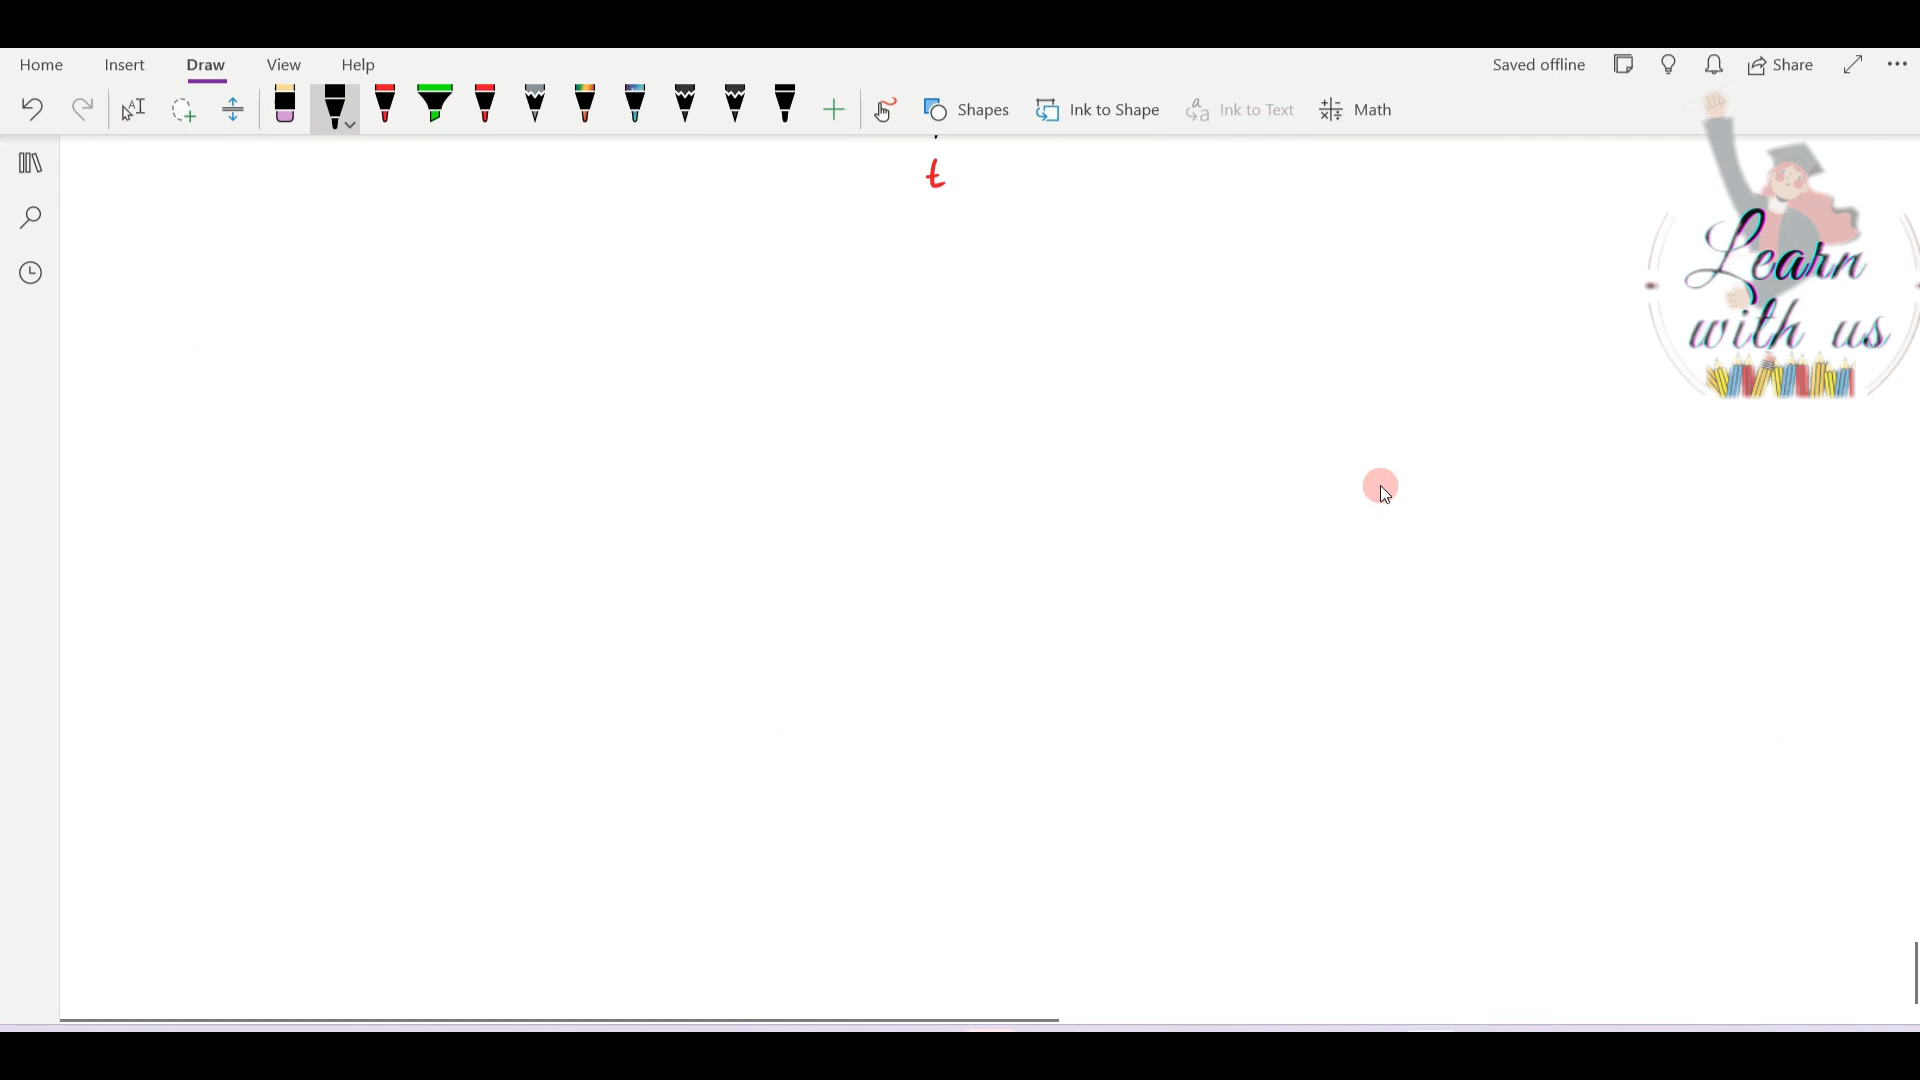 Home Insert Draw View Help Saved offline Share
Shapes Ink to Shape Ink to Text Math
t
Learn
with us